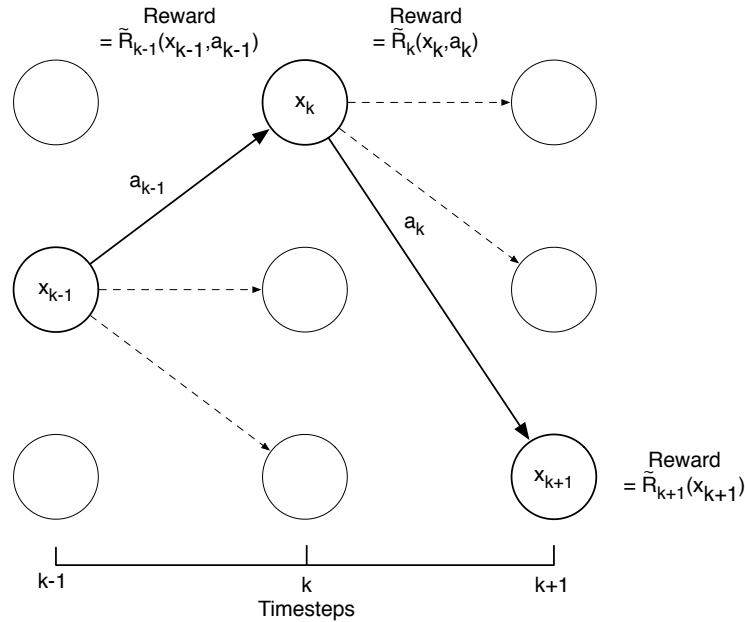 Reward
= R̃ₖ₋₁(xₖ₋₁,aₖ₋₁)
Reward
= R̃ₖ(xₖ,aₖ)
xₖ
aₖ₋₁
aₖ
xₖ₋₁
xₖ₊₁
Reward
= R̃ₖ₊₁(xₖ₊₁)
k-1
k
k+1
Timesteps